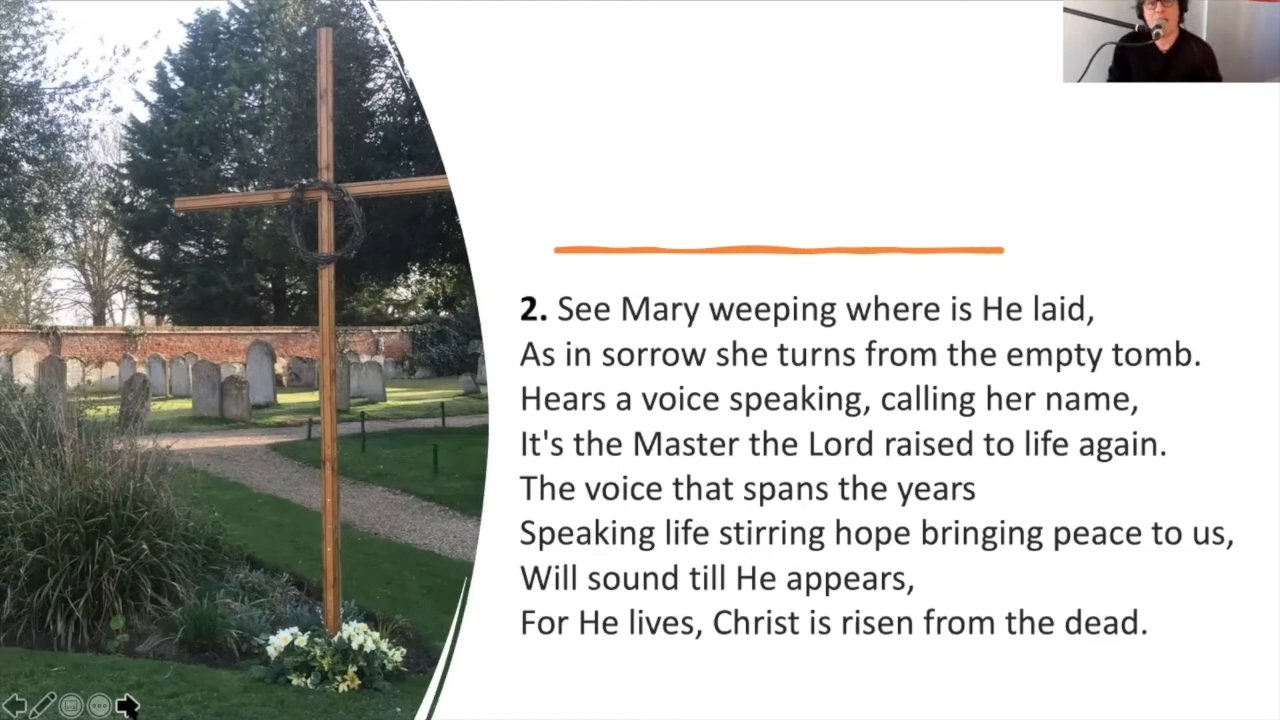 2. See Mary weeping where is He laid,
As in sorrow she turns from the empty tomb.
Hears a voice speaking, calling her name,
It's the Master the Lord raised to life again.
The voice that spans the years
Speaking life stirring hope bringing peace to us,
Will sound till He appears,
For He lives, Christ is risen from the dead.